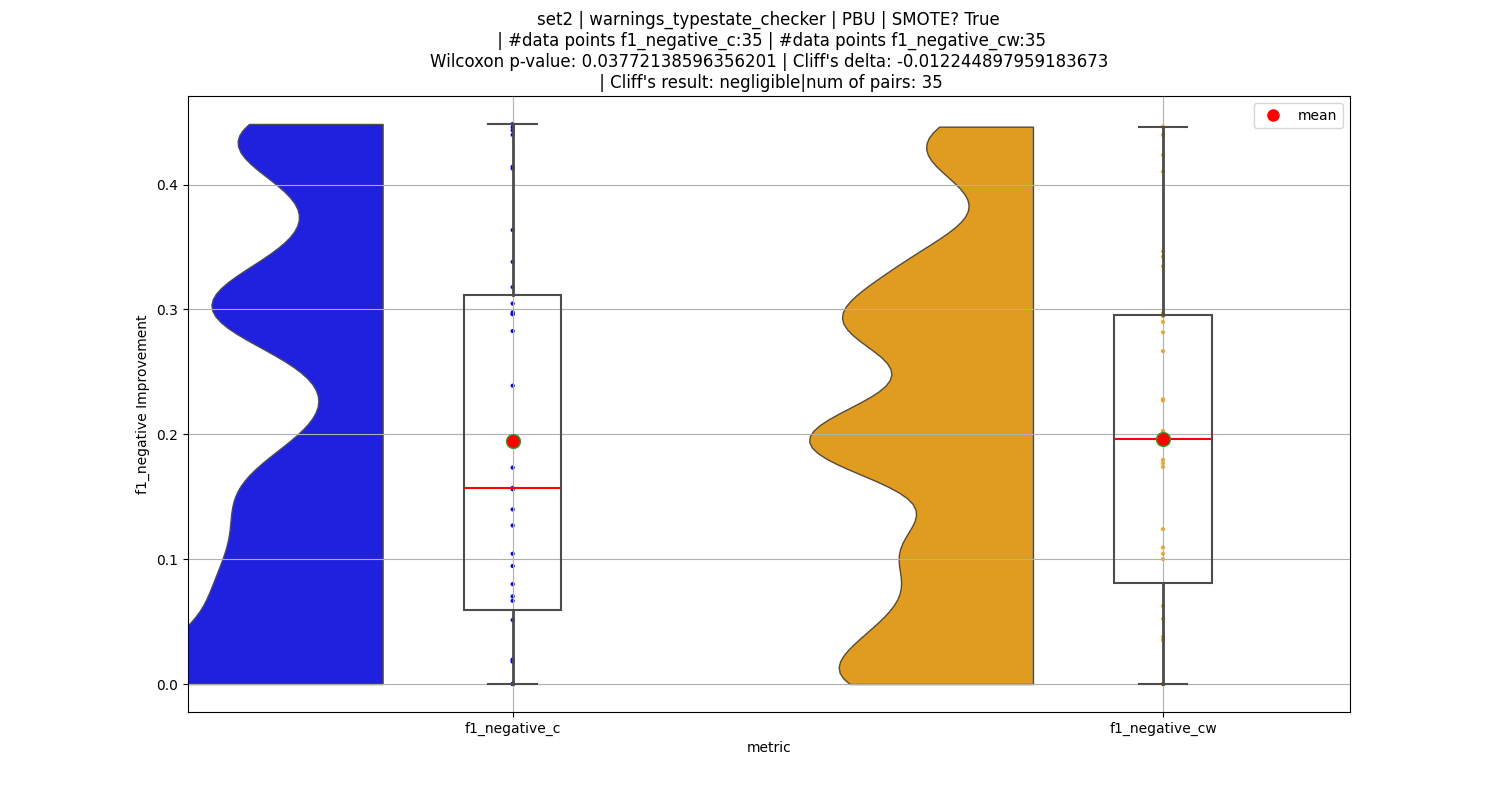 set2 | warnings_typestate_checker | PBU | SMOTE? True
| #data points f1_negative_c:35 | #data points f1_negative_cw:35
Wilcoxon p-value: 0.03772138596356201 | Cliff's delta: -0.012244897959183673
| Cliff's result: negligible|num of pairs: 35
mean
f1_negative Improvement
0.4
0.3
0.2
0.1
0.0
f1_negative_c
f1_negative_cw
metric